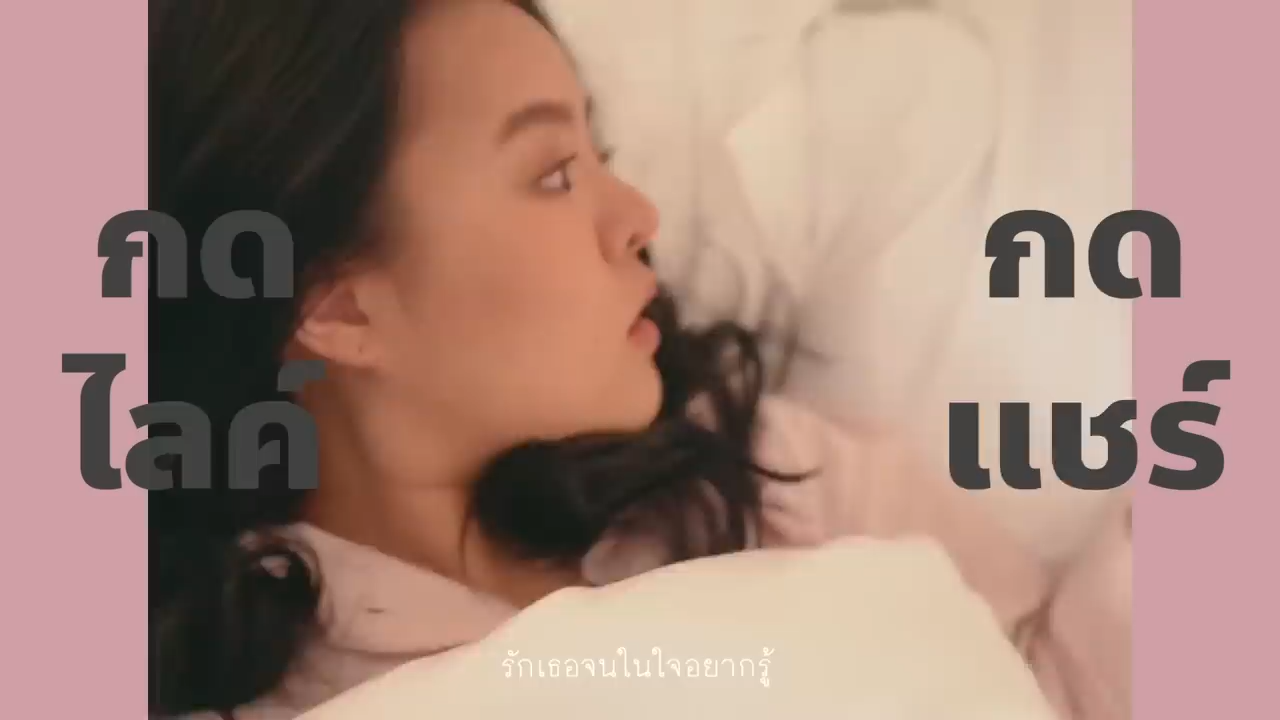 กด
ไลค์
กด
แชร์
รักเธอจนในใจอยากรู้